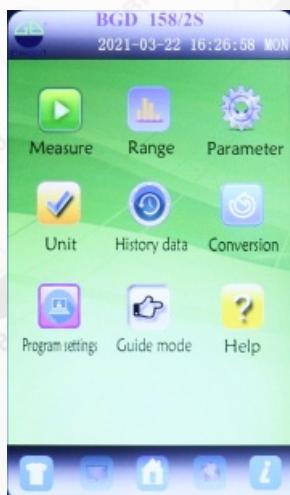 BGD 158/2S
2021-03-22 16:26:58 MON
Measure Range Parameter
Unit History data Conversion
Program settings Guide mode Help